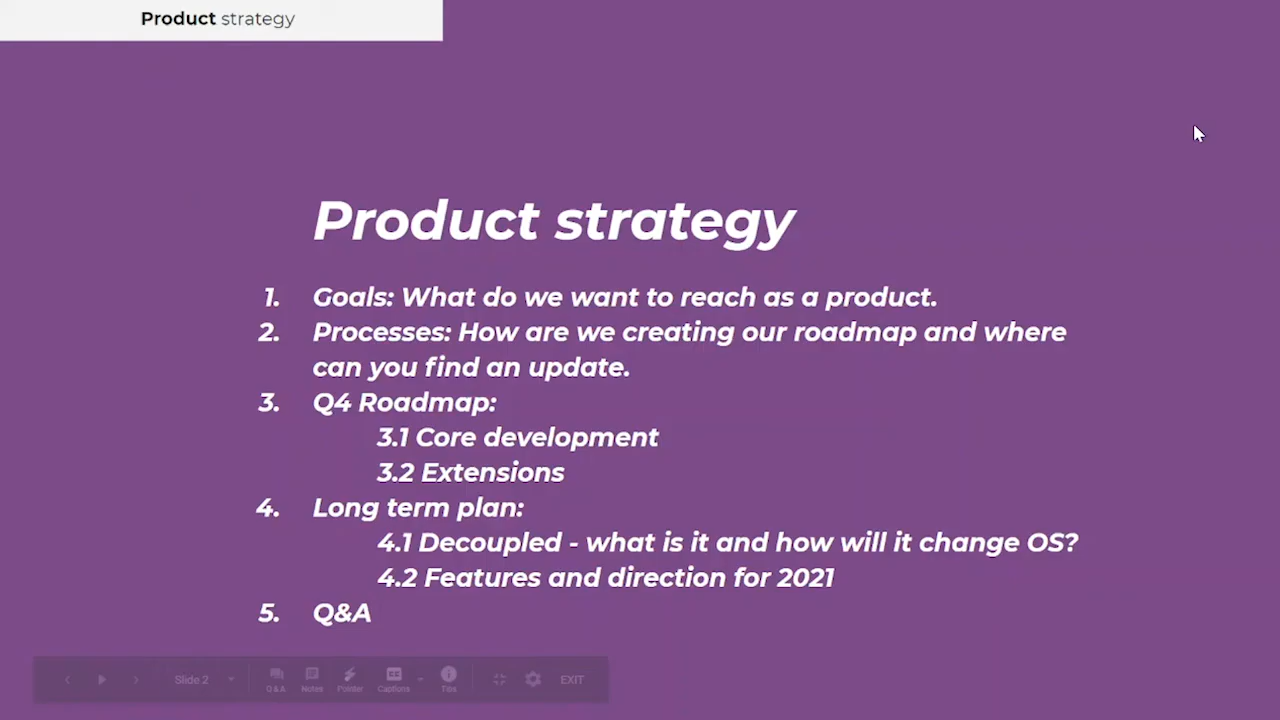 Product strategy
Product strategy
1. Goals: What do we want to reach as a product.
2. Processes: How are we creating our roadmap and where
can you find an update.
3. Q4 Roadmap:
3.1 Core development
3.2 Extensions
4. Long term plan:
4.1 Decoupled - what is it and how will it change OS?
4.2 Features and direction for 2021
5. Q&A
Slide 2
Q&A Notes Pointer Captions Tips
EXIT